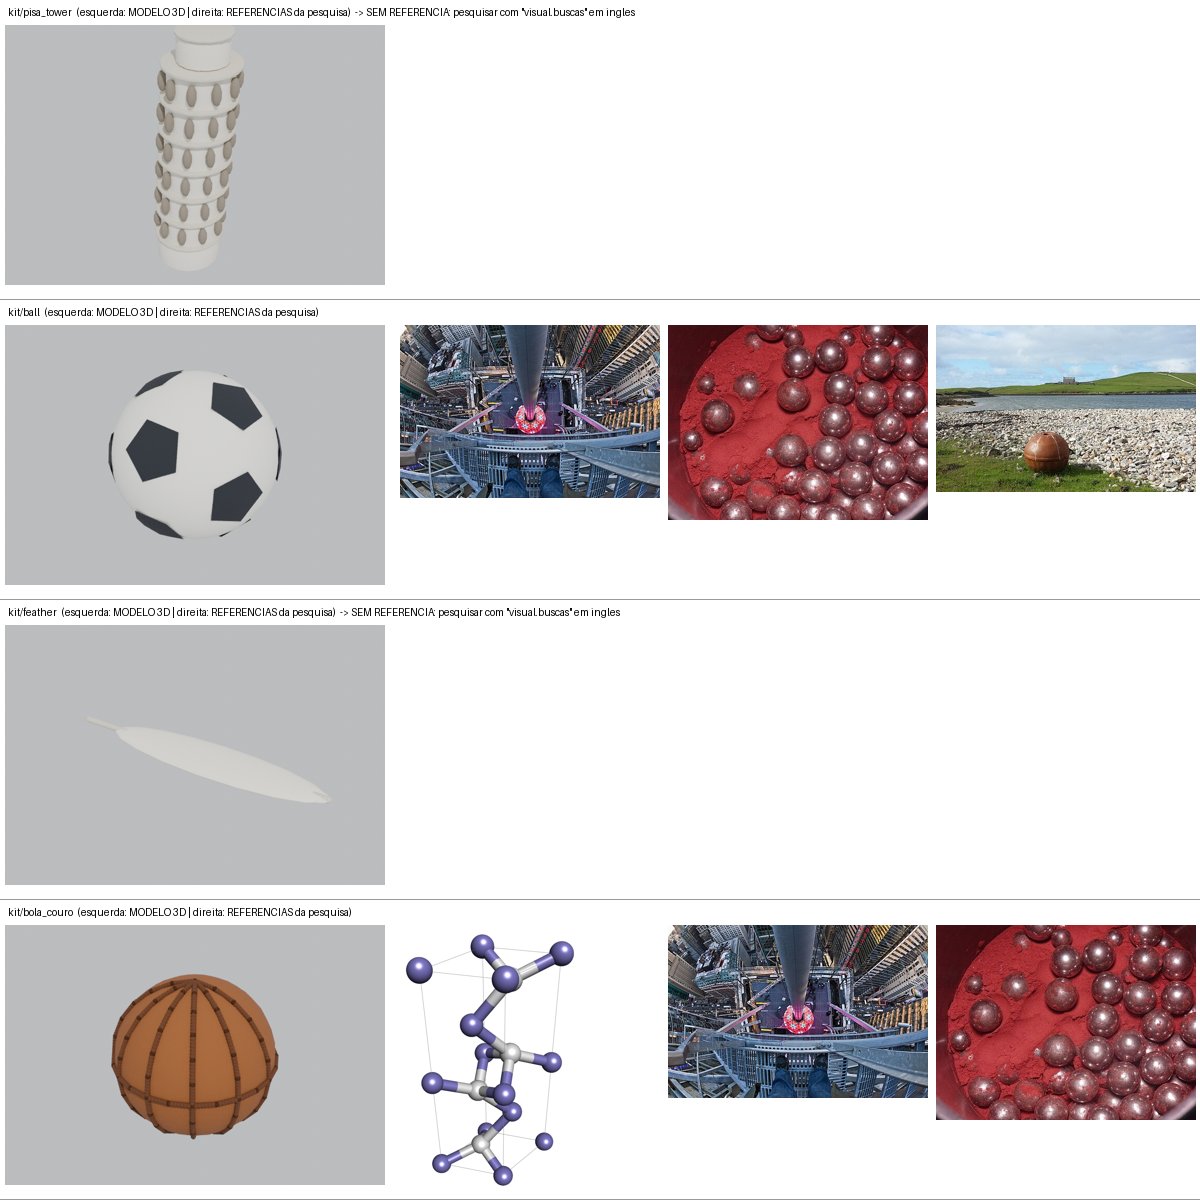 kit/pisa_tower (esquerda: MODELO 3D | direita: REFERENCIAS da pesquisa) -> SEM REFERENCIA: pesquisar com "visual.buscas" em ingles
kit/ball (esquerda: MODELO 3D | direita: REFERENCIAS da pesquisa)
kit/feather (esquerda: MODELO 3D | direita: REFERENCIAS da pesquisa) -> SEM REFERENCIA: pesquisar com "visual.buscas" em ingles
kit/bola_couro (esquerda: MODELO 3D | direita: REFERENCIAS da pesquisa)